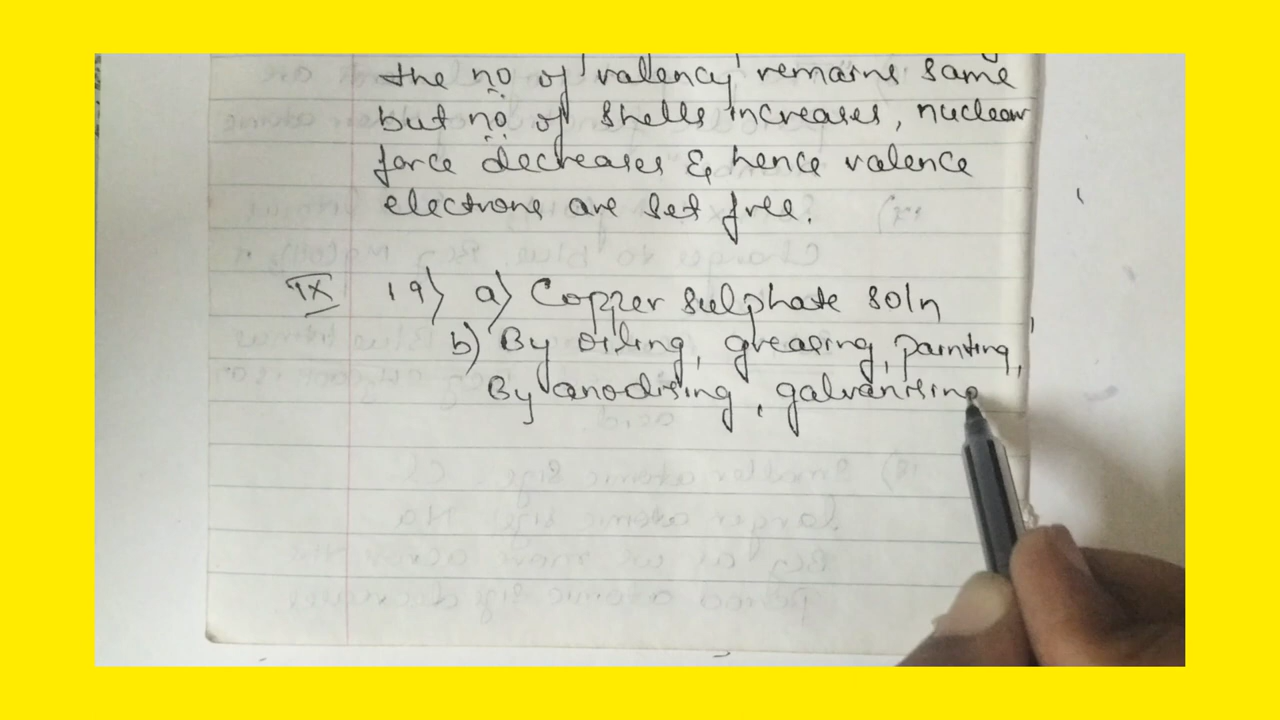 the no of valency remains same
but no of shells increases, nuclear
force decreases & hence valence
electrons are set free.
IX 19) a) Copper sulphate soln
b) By oiling, greasing, painting,
By anodising, galvanising